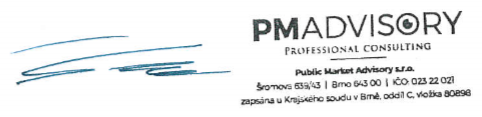 PMADVISORY
PROFESSIONAL CONSULTING
Public Market Advisory s.r.o.
Šromova 639/43 | Brno 643 00 | IČO: 023 22 021
zapsána u Krajského soudu v Brně, oddíl C, vložka 80898